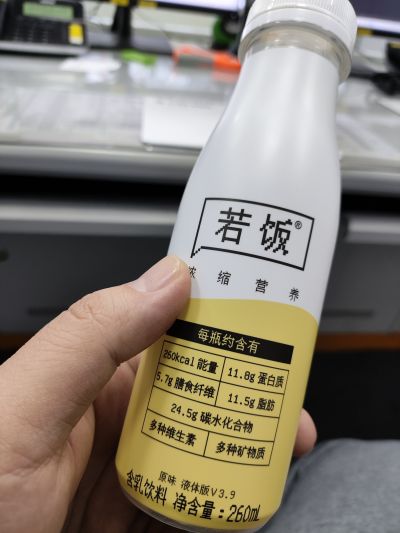 若饭®
浓缩营养
每瓶约含有
260kcal 能量 11.8g 蛋白质
5.7g 膳食纤维 11.5g 脂肪
24.5g 碳水化合物
多种维生素 多种矿物质
原味 液体版V3.9
含乳饮料 净含量:260mL